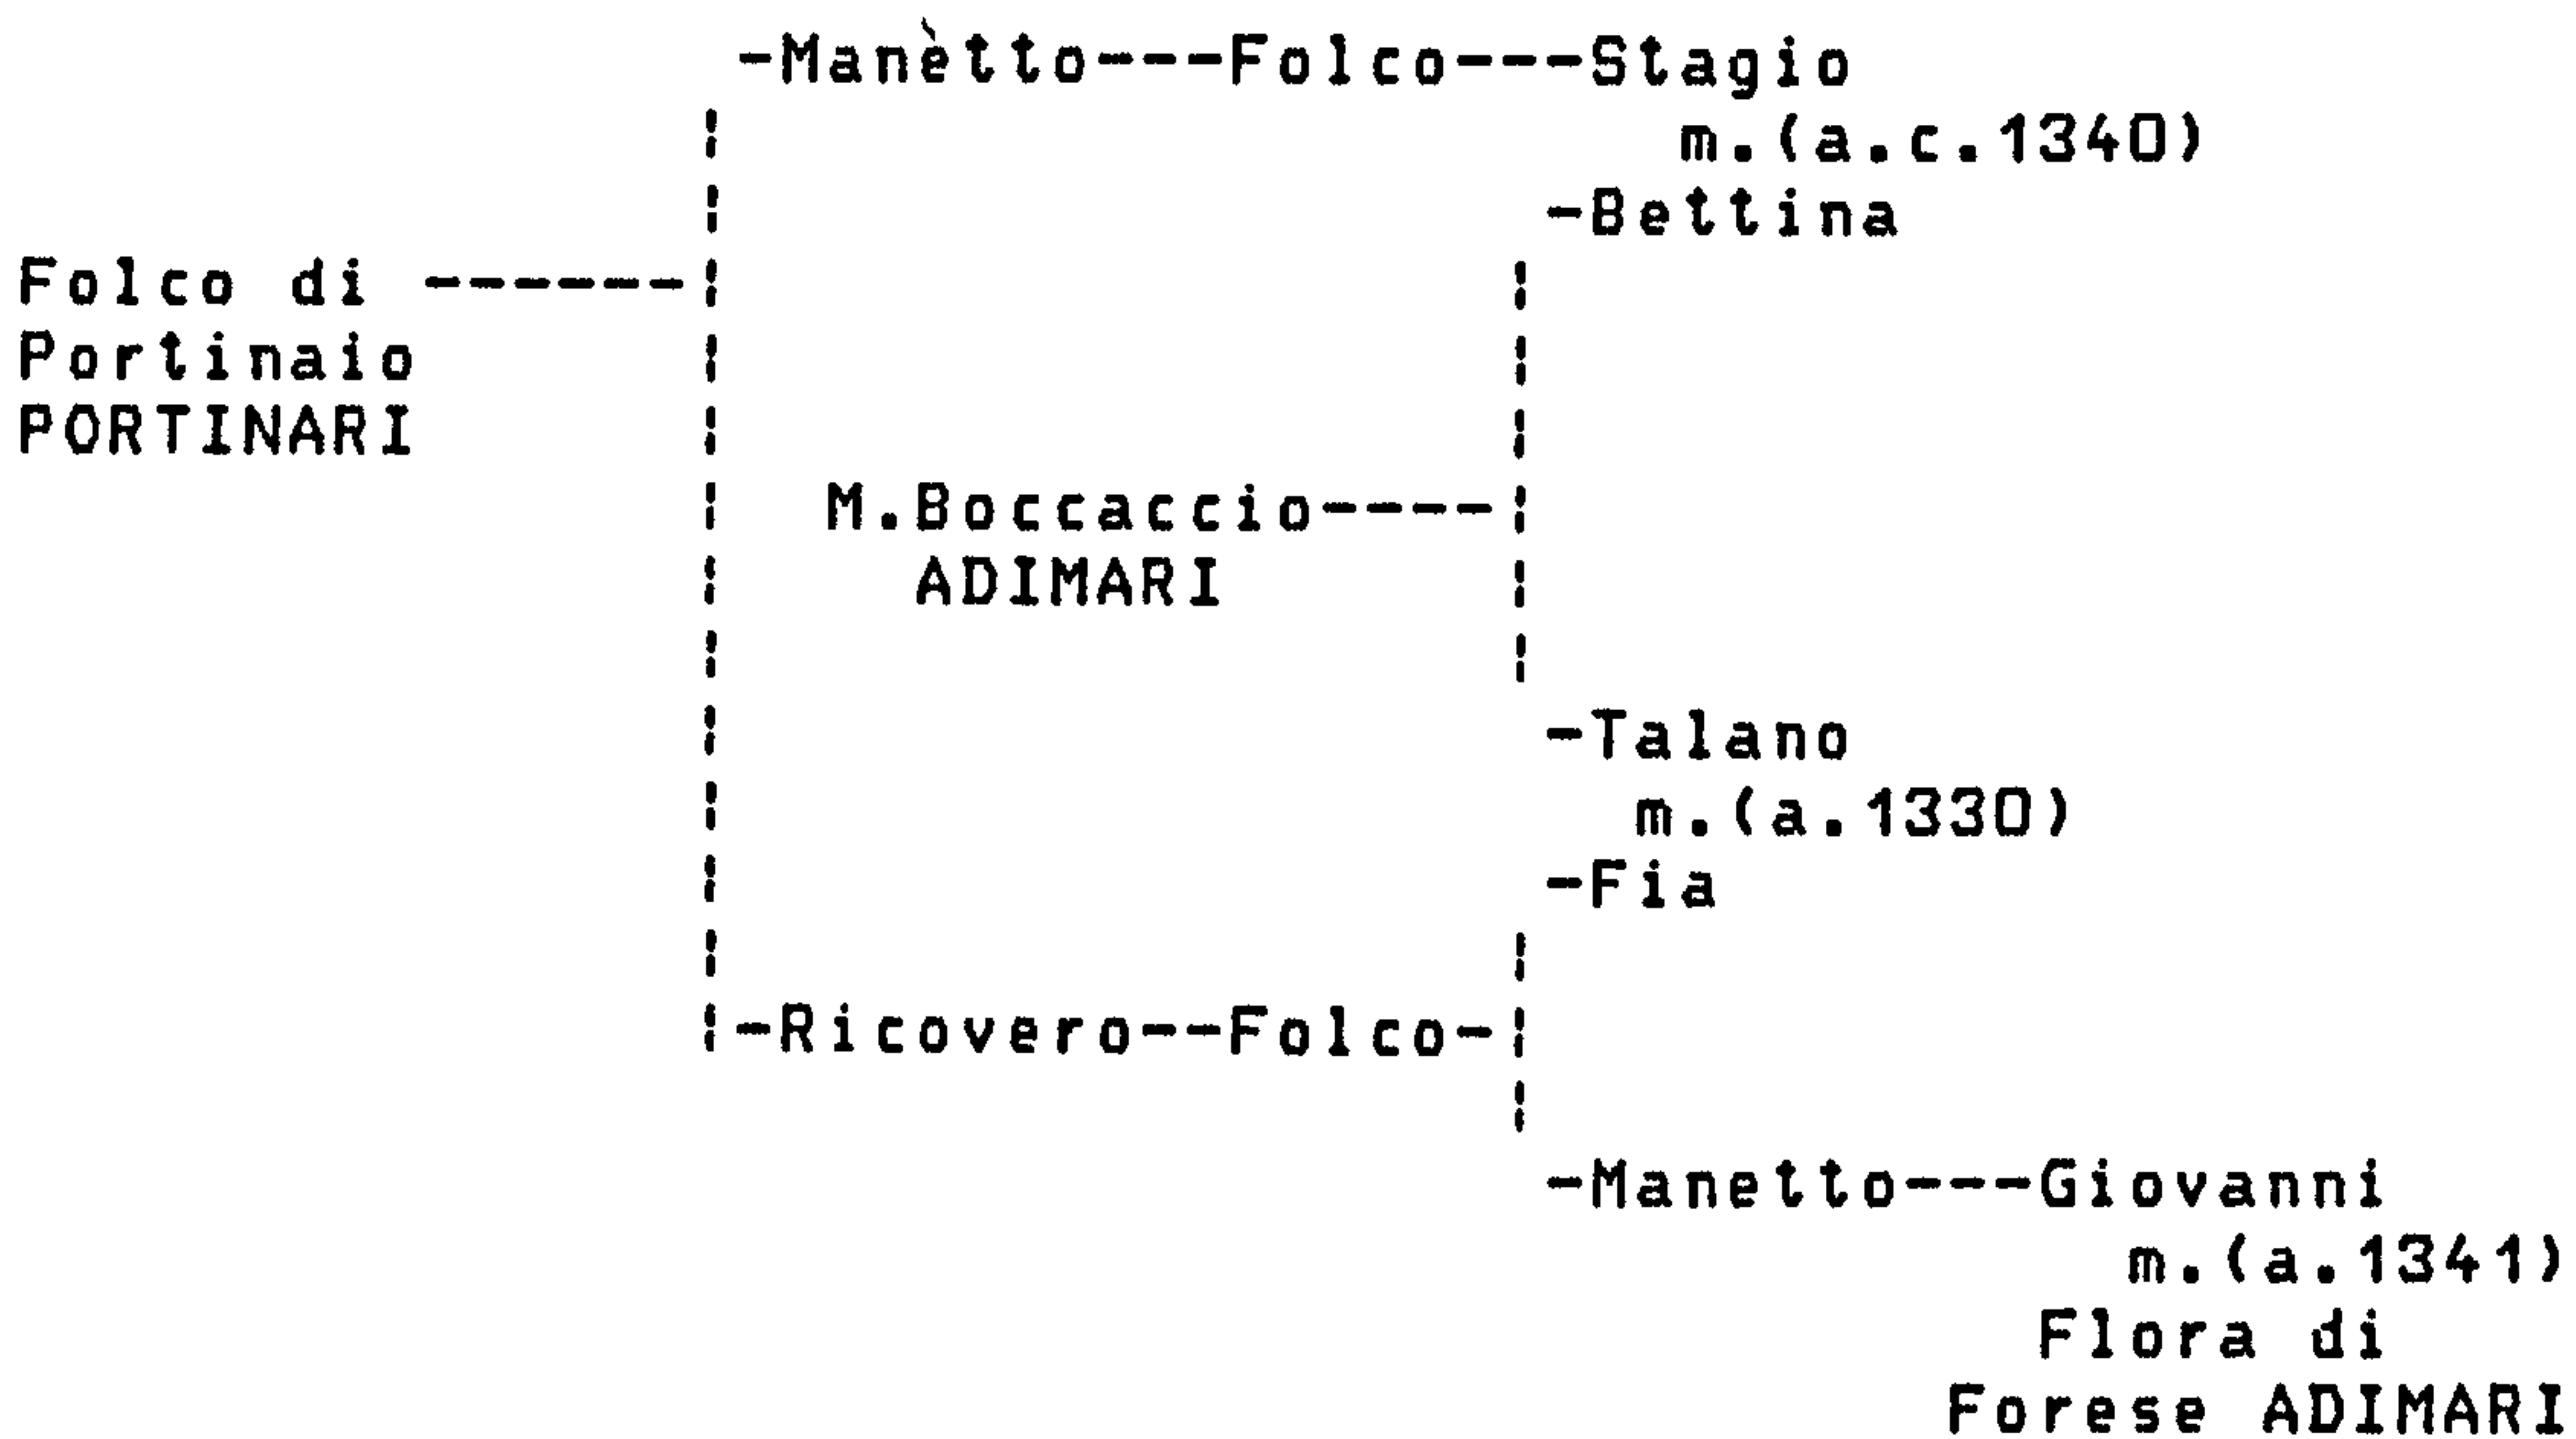 -Manètto---Folco---Stagio
m.(a.c.1340)
-Bettina
Folco di ------
Portinaio
PORTINARI
M.Boccaccio----
ADIMARI
-Talano
m.(a.1330)
-Fia
-Ricovero--Folco-
-Manetto---Giovanni
m.(a.1341)
Flora di
Forese ADIMARI